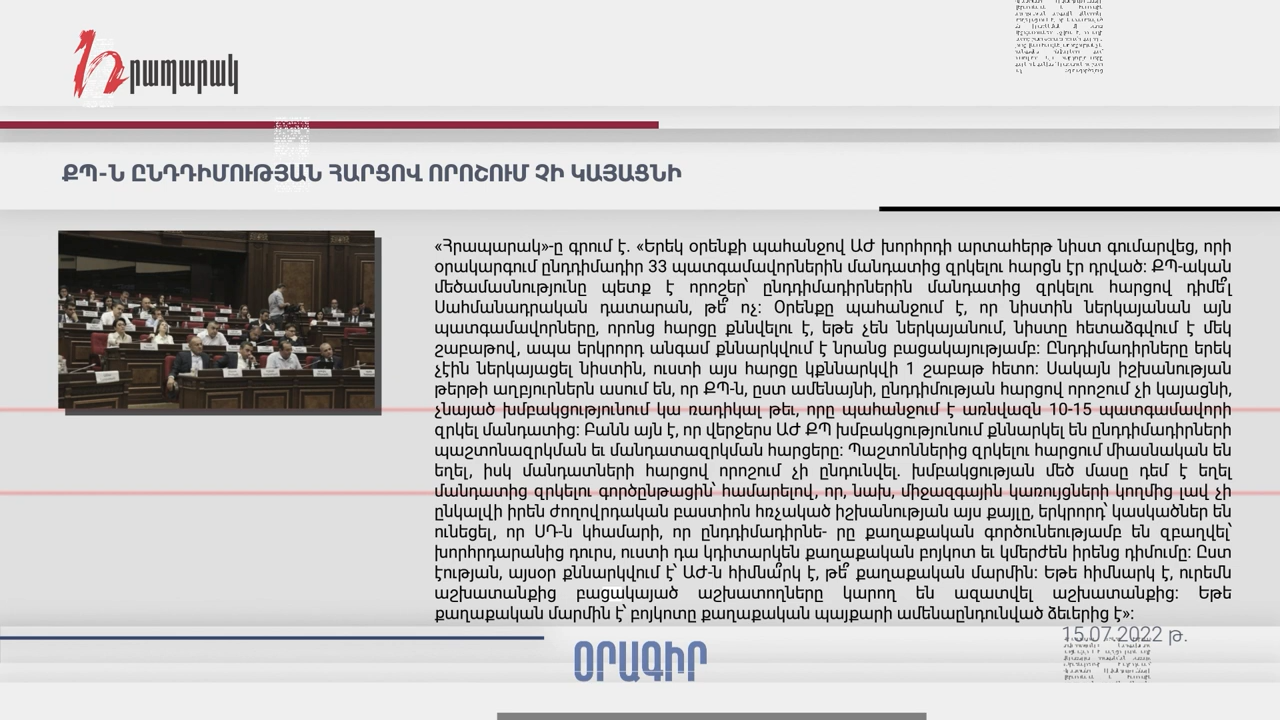 Հրապարակ
ՔՊ-Ն ԸՆԴԴԻՄՈՒԹՅԱՆ ՀԱՐՑՈՎ ՈՐՈՇՈՒՄ ՉԻ ԿԱՅԱՑՆԻ
«Հրապարակ»-ը գրում է. «Երեկ օրենքի պահանջով ԱԺ խորհրդի արտահերթ նիստ գումարվեց, որի
օրակարգում ընդդիմադիր 33 պատգամավորներին մանդատից զրկելու հարցն էր դրված: ՔՊ-ական
մեծամասնությունը պետք է որոշեր՝ ընդդիմադիրներին մանդատից զրկելու հարցով դիմե՞լ
Սահմանադրական դատարան, թե՞ ոչ: Օրենքը պահանջում է, որ նիստին ներկայանան այն
պատգամավորները, որոնց հարցը քննվելու է, եթե չեն ներկայանում, նիստը հետաձգվում է մեկ
շաբաթով, ապա երկրորդ անգամ քննարկվում է նրանց բացակայությամբ: Ընդդիմադիրները երեկ
չէին ներկայացել նիստին, ուստի այս հարցը կքննարկվի 1 շաբաթ հետո: Սակայն իշխանության
թերթի աղբյուրներն ասում են, որ ՔՊ-ն, ըստ ամենայնի, ընդդիմության հարցով որոշում չի կայացնի,
չնայած խմբակցությունում կա ռադիկալ թեւ, որը պահանջում է առնվազն 10-15 պատգամավորի
զրկել մանդատից: Բանն այն է, որ վերջերս ԱԺ ՔՊ խմբակցությունում քննարկել են ընդդիմադիրների
պաշտոնազրկման եւ մանդատազրկման հարցերը: Պաշտոններից զրկելու հարցում միասնական են
եղել, իսկ մանդատների հարցով որոշում չի ընդունվել. խմբակցության մեծ մասը դեմ է եղել
մանդատից զրկելու գործընթացին՝ համարելով, որ, նախ, միջազգային կառույցների կողմից լավ չի
ընկալվի իրեն ժողովրդական բաստիոն հռչակած իշխանության այս քայլը, երկրորդ՝ կասկածներ են
ունեցել, որ ՍԴ-ն կհամարի, որ ընդդիմադիրնե- րը քաղաքական գործունեությամբ են զբաղվել՝
խորհրդարանից դուրս, ուստի դա կդիտարկեն քաղաքական բոյկոտ եւ կմերժեն իրենց դիմումը: Ըստ
էության, այսօր քննարկվում է՝ ԱԺ-ն հիմնա՞րկ է, թե՞ քաղաքական մարմին: Եթե հիմնարկ է, ուրեմն
աշխատանքից բացակայած աշխատողները կարող են ազատվել աշխատանքից: Եթե
քաղաքական մարմին է՝ բոյկոտը քաղաքական պայքարի ամենաընդունված ձեւերից է»:
15.07.2022 թ.
ՕՐԱԳԻՐ